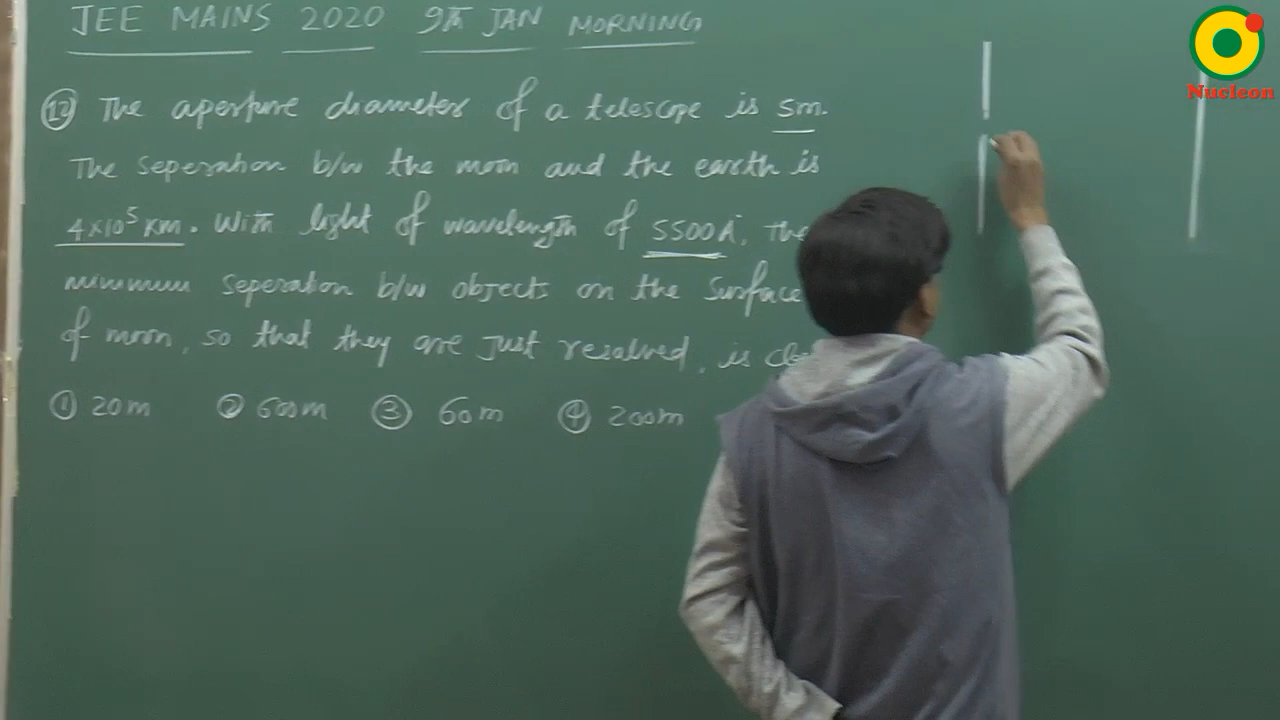 JEE MAINS 2020 9th JAN MORNING
Nucleon
(12) The aperture diameter of a telescope is 5m.
The seperation b/w the moon and the earth is
4×10⁵ km. With light of wavelength of 5500Å, the
minimum seperation b/w objects on the surface
of moon, so that they are just resolved, is
① 20m ② 600m ③ 60m ④ 200m